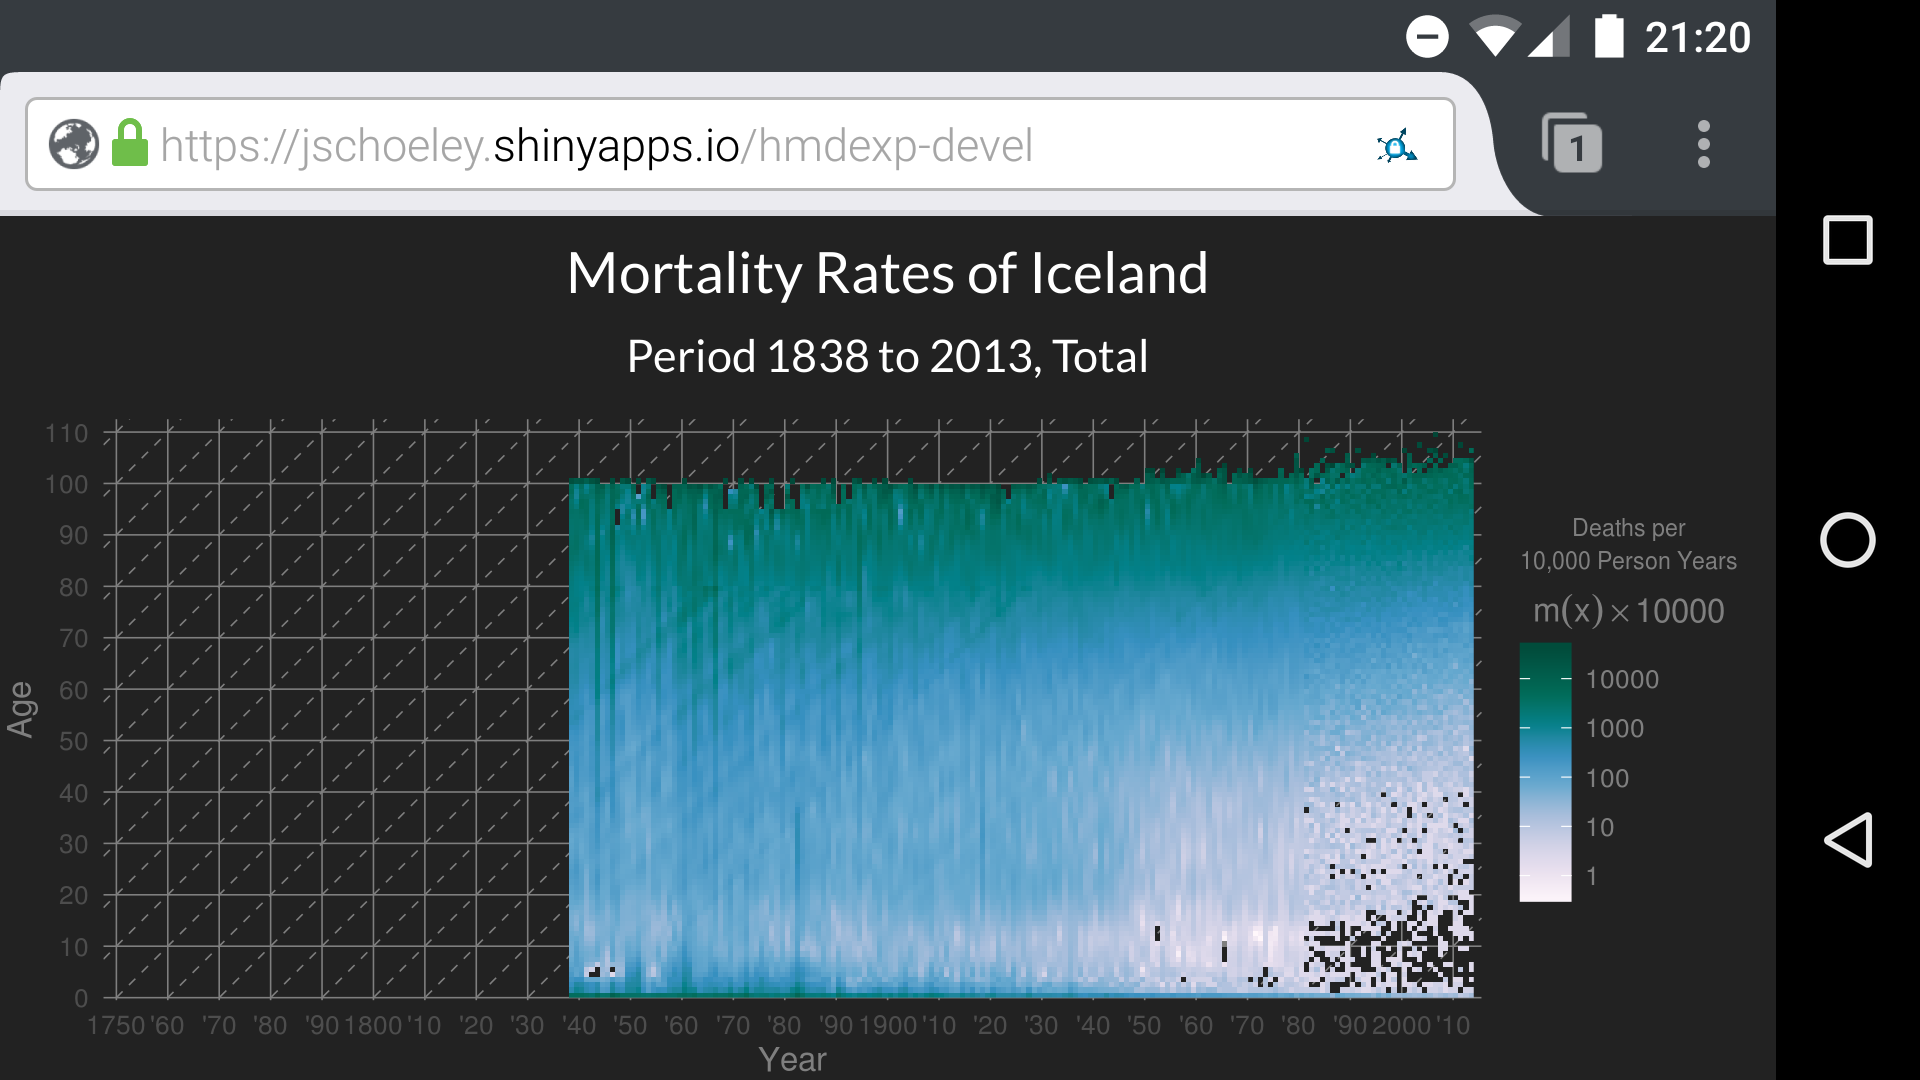 21:20
https://jschoeley.shinyapps.io/hmdexp-devel
1
Mortality Rates of Iceland
Period 1838 to 2013, Total
110
100
90
80
70
60
50
40
30
20
10
0
Age
1750 '60 '70 '80 '90 1800 '10 '20 '30 '40 '50 '60 '70 '80 '90 1900 '10 '20 '30 '40 '50 '60 '70 '80 '90 2000 '10
Year
Deaths per
10,000 Person Years
m(x)×10000
10000
1000
100
10
1